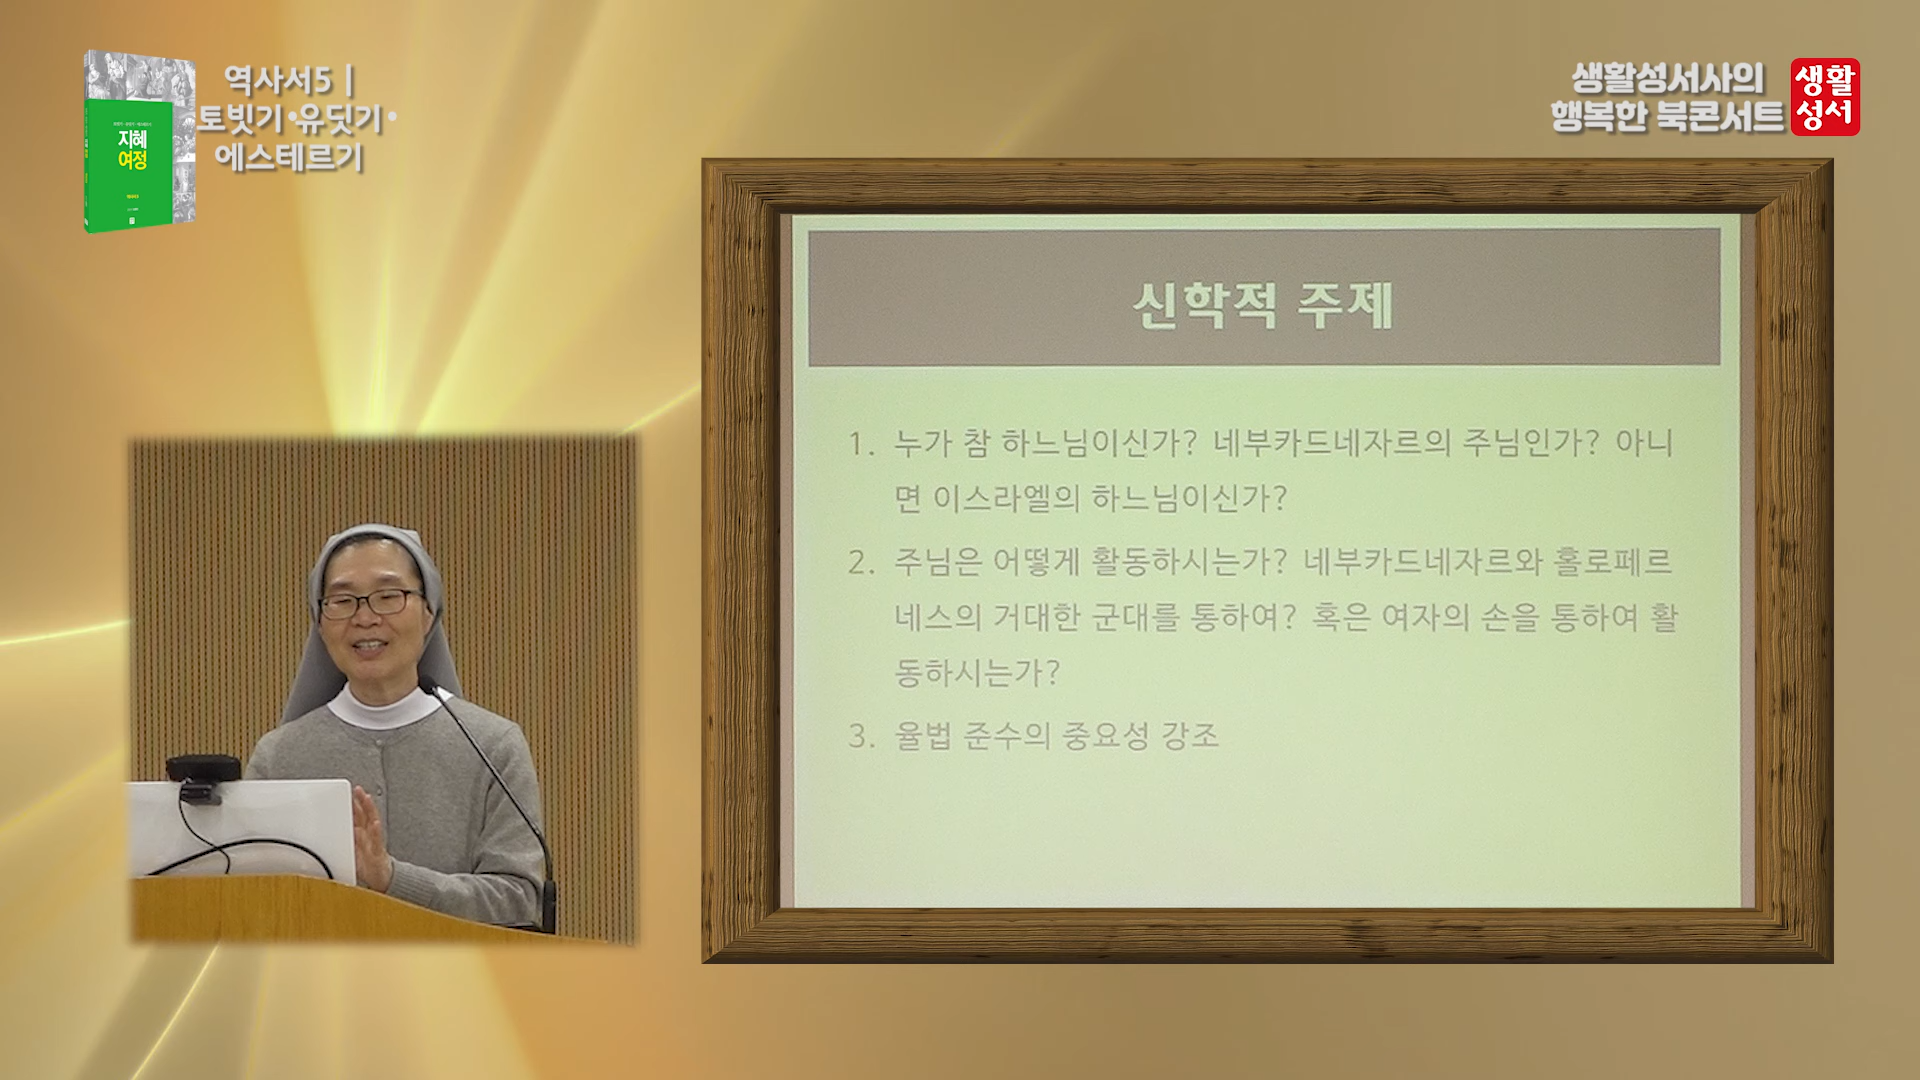 역사서5 |
토빗기•유딧기•
에스테르기
지혜
여정
생활성서사의
행복한 북콘서트
생활
성서
신학적 주제
1. 누가 참 하느님이신가? 네부카드네자르의 주님인가? 아니
면 이스라엘의 하느님이신가?
2. 주님은 어떻게 활동하시는가? 네부카드네자르와 홀로페르
네스의 거대한 군대를 통하여? 혹은 여자의 손을 통하여 활
동하시는가?
3. 율법 준수의 중요성 강조